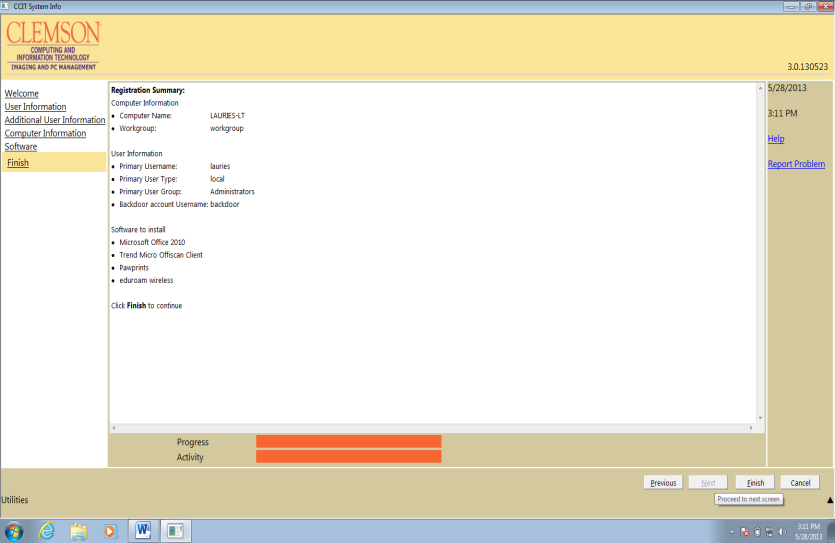 CCIT System Info
CLEMSON
COMPUTING AND
INFORMATION TECHNOLOGY
IMAGING AND PC MANAGEMENT
3.0.130523
Welcome
User Information
Additional User Information
Computer Information
Software
Finish
Registration Summary:
Computer Information
• Computer Name: LAURIES-LT
• Workgroup: workgroup
User Information
• Primary Username: lauries
• Primary User Type: local
• Primary User Group: Administrators
• Backdoor account Username: backdoor
Software to install
• Microsoft Office 2010
• Trend Micro Offiscan Client
• Pawprints
• eduroam wireless
Click Finish to continue
5/28/2013
3:11 PM
Help
Report Problem
Progress
Activity
Previous Next Finish Cancel
Proceed to next screen
Utilities
3:11 PM
5/28/2013